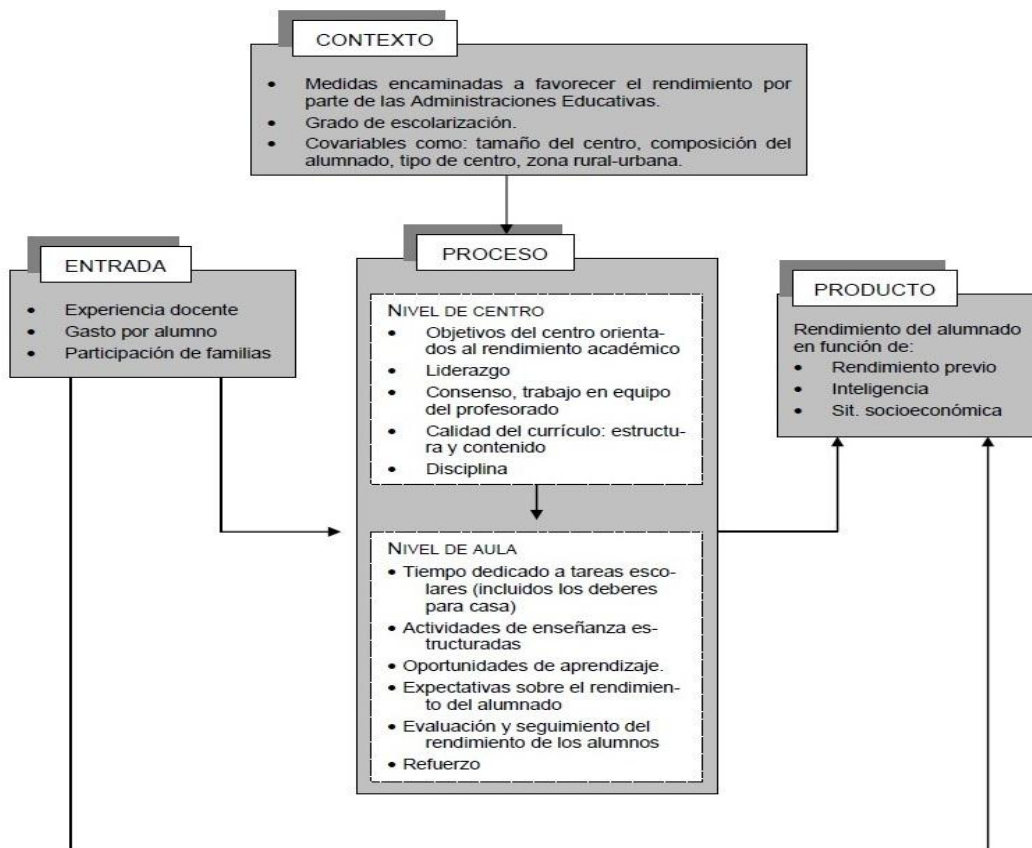 CONTEXTO
• Medidas encaminadas a favorecer el rendimiento por
parte de las Administraciones Educativas.
• Grado de escolarización.
• Covariables como: tamaño del centro, composición del
alumnado, tipo de centro, zona rural-urbana.
ENTRADA
• Experiencia docente
• Gasto por alumno
• Participación de familias
PROCESO
NIVEL DE CENTRO
• Objetivos del centro orienta-
dos al rendimiento académico
• Liderazgo
• Consenso, trabajo en equipo
del profesorado
• Calidad del currículo: estructu-
ra y contenido
• Disciplina
NIVEL DE AULA
• Tiempo dedicado a tareas esco-
lares (incluidos los deberes
para casa)
• Actividades de enseñanza es-
tructuradas
• Oportunidades de aprendizaje.
• Expectativas sobre el rendimien-
to del alumnado
• Evaluación y seguimiento del
rendimiento de los alumnos
• Refuerzo
PRODUCTO
Rendimiento del alumnado
en función de:
• Rendimiento previo
• Inteligencia
• Sit. socioeconómica